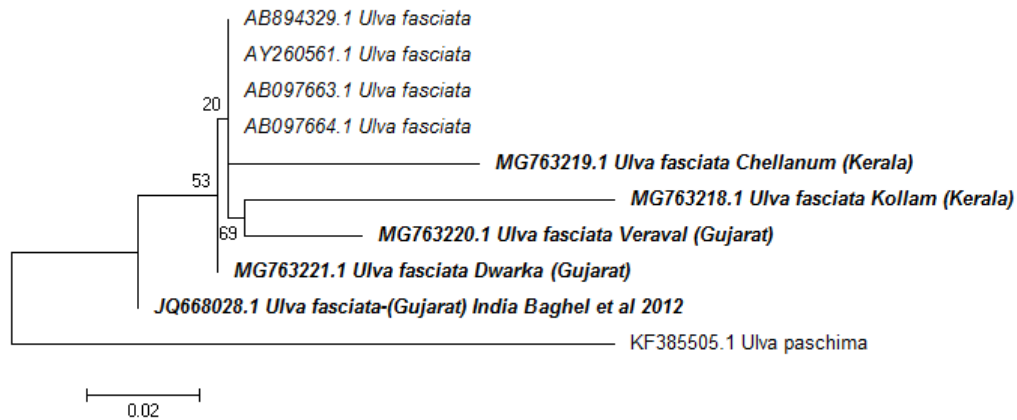 AB894329.1 Ulva fasciata
AY260561.1 Ulva fasciata
AB097663.1 Ulva fasciata
20
AB097664.1 Ulva fasciata
MG763219.1 Ulva fasciata Chellanum (Kerala)
53
MG763218.1 Ulva fasciata Kollam (Kerala)
69
MG763220.1 Ulva fasciata Veraval (Gujarat)
MG763221.1 Ulva fasciata Dwarka (Gujarat)
JQ668028.1 Ulva fasciata-(Gujarat) India Baghel et al 2012
KF385505.1 Ulva paschima
0.02